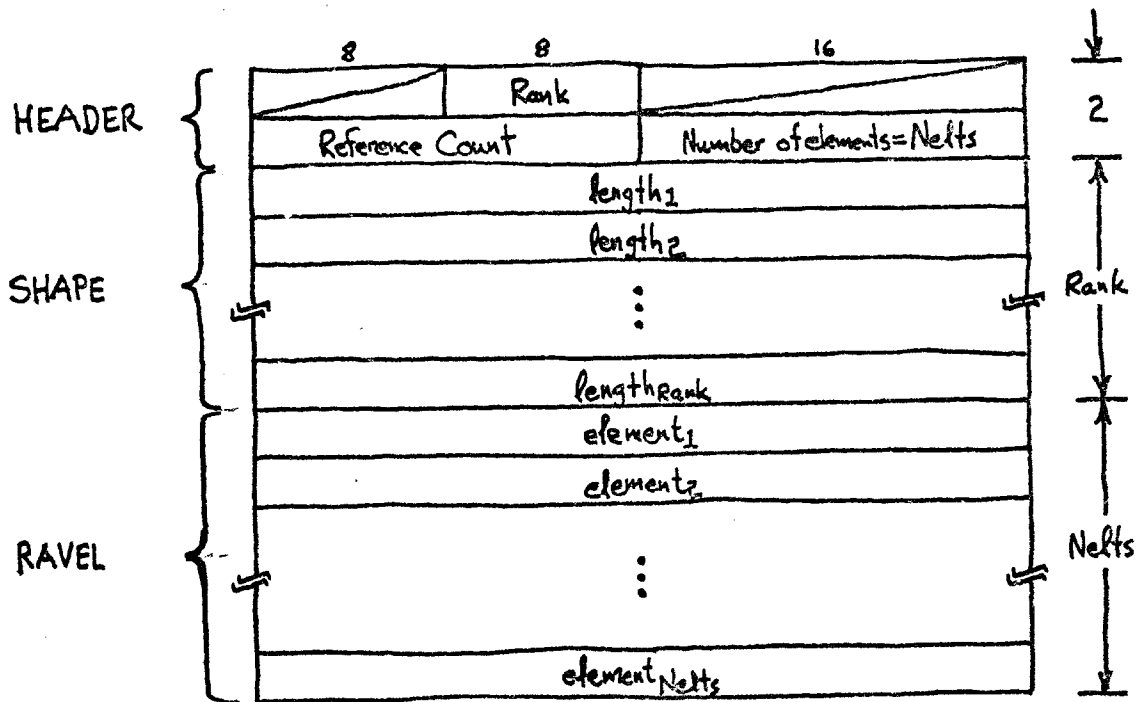 8 8 16
HEADER Rank 2
Reference Count Number of elements=Nelts
length1
length2
SHAPE Rank
lengthRank
element1
element2
RAVEL Nelts
elementNelts